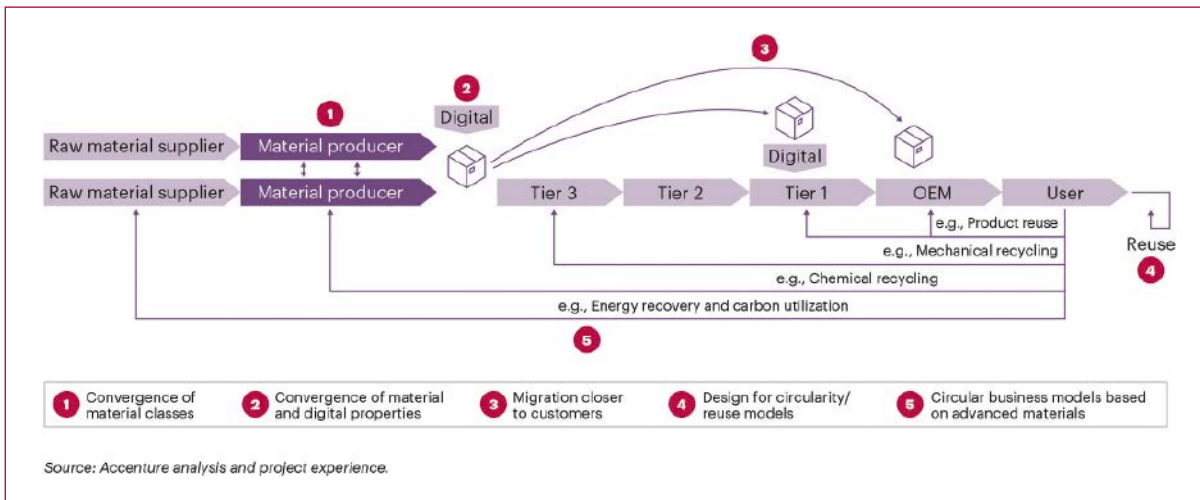 3
2
1
Digital
Raw material supplier
Material producer
Digital
Raw material supplier
Material producer
Tier 3
Tier 2
Tier 1
OEM
User
e.g., Product reuse
e.g., Mechanical recycling
Reuse
4
e.g., Chemical recycling
e.g., Energy recovery and carbon utilization
5
1 Convergence of
material classes
2 Convergence of material
and digital properties
3 Migration closer
to customers
4 Design for circularity/
reuse models
5 Circular business models based
on advanced materials
Source: Accenture analysis and project experience.